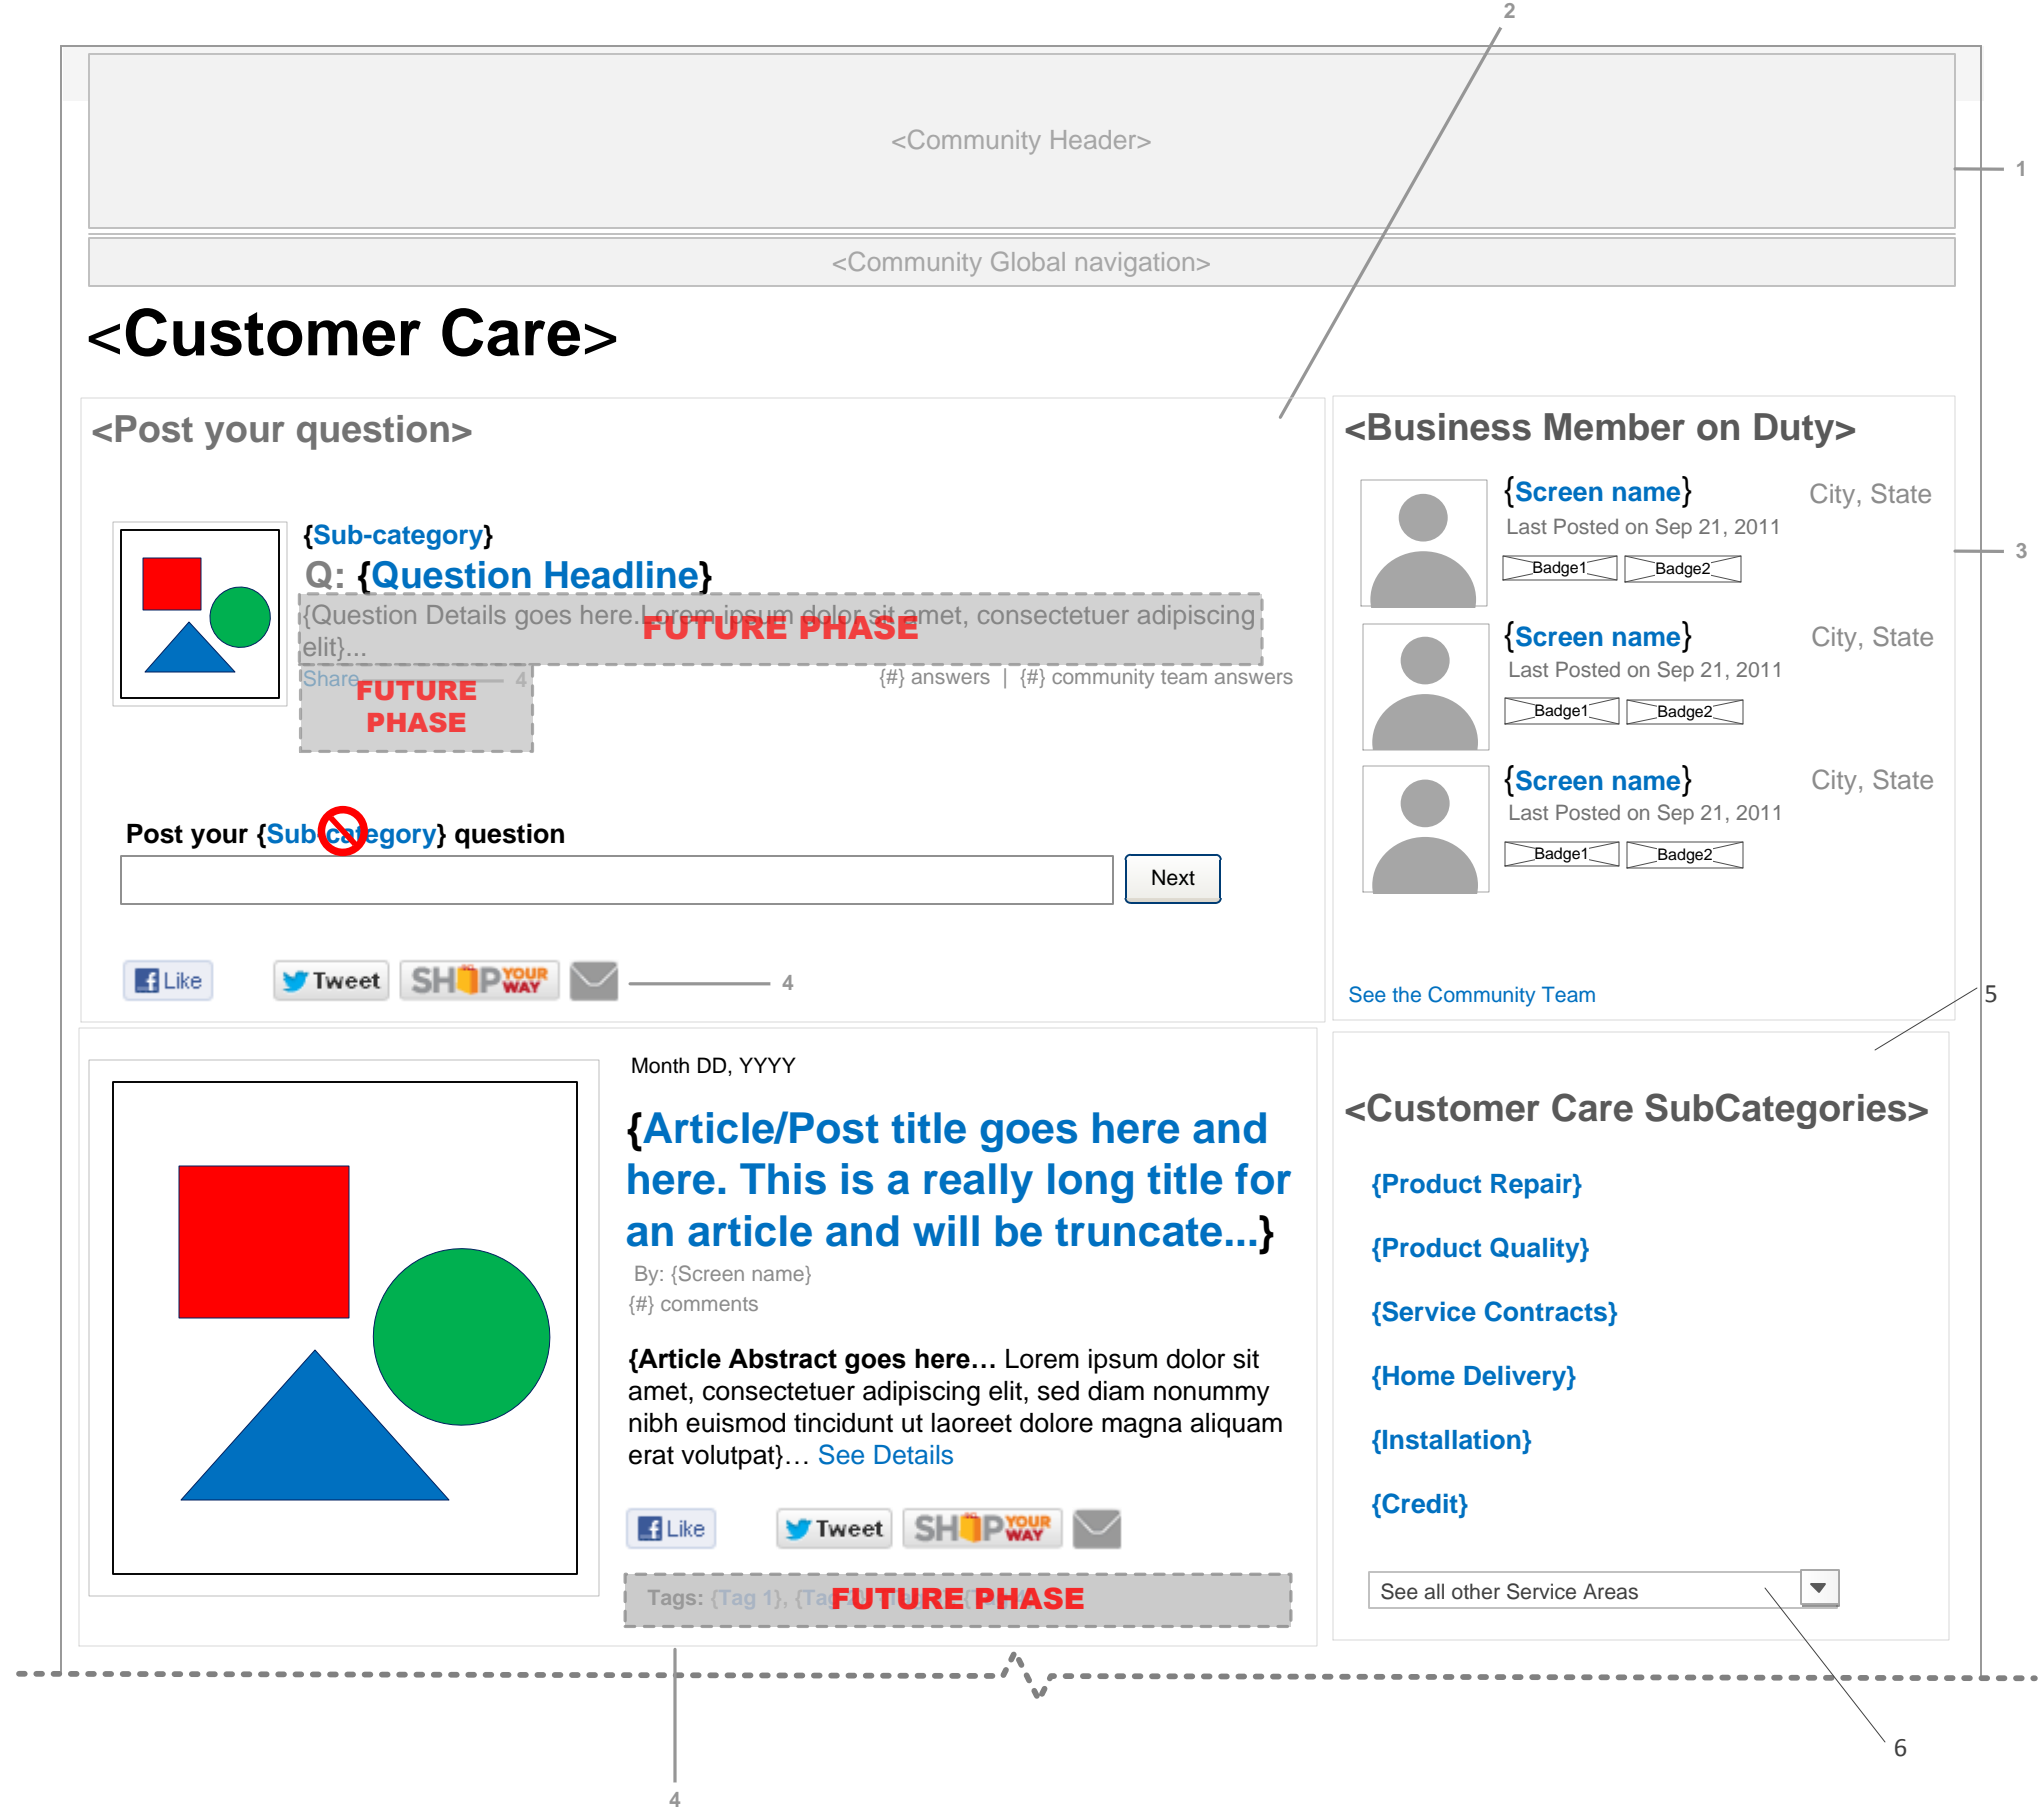 2
<Community Header>
1
<Community Global navigation>
<Customer Care>
<Post your question>
{Sub-category}
Q: {Question Headline}
{Question Details goes here. Lorem ipsum dolor sit amet, consectetuer adipiscing
elit}...
FUTURE PHASE
Share
4
FUTURE
PHASE
{#} answers | {#} community team answers
Post your {Sub-category} question
Next
Like
Tweet
SHOP YOUR WAY
4
<Business Member on Duty>
{Screen name}
City, State
Last Posted on Sep 21, 2011
Badge1
Badge2
3
{Screen name}
City, State
Last Posted on Sep 21, 2011
Badge1
Badge2
{Screen name}
City, State
Last Posted on Sep 21, 2011
Badge1
Badge2
See the Community Team
5
Month DD, YYYY
{Article/Post title goes here and
here. This is a really long title for
an article and will be truncate...}
By: {Screen name}
{#} comments
{Article Abstract goes here… Lorem ipsum dolor sit
amet, consectetuer adipiscing elit, sed diam nonummy
nibh euismod tincidunt ut laoreet dolore magna aliquam
erat volutpat}… See Details
Like
Tweet
SHOP YOUR WAY
Tags: {Tag 1},
FUTURE PHASE
4
<Customer Care SubCategories>
{Product Repair}
{Product Quality}
{Service Contracts}
{Home Delivery}
{Installation}
{Credit}
See all other Service Areas
6